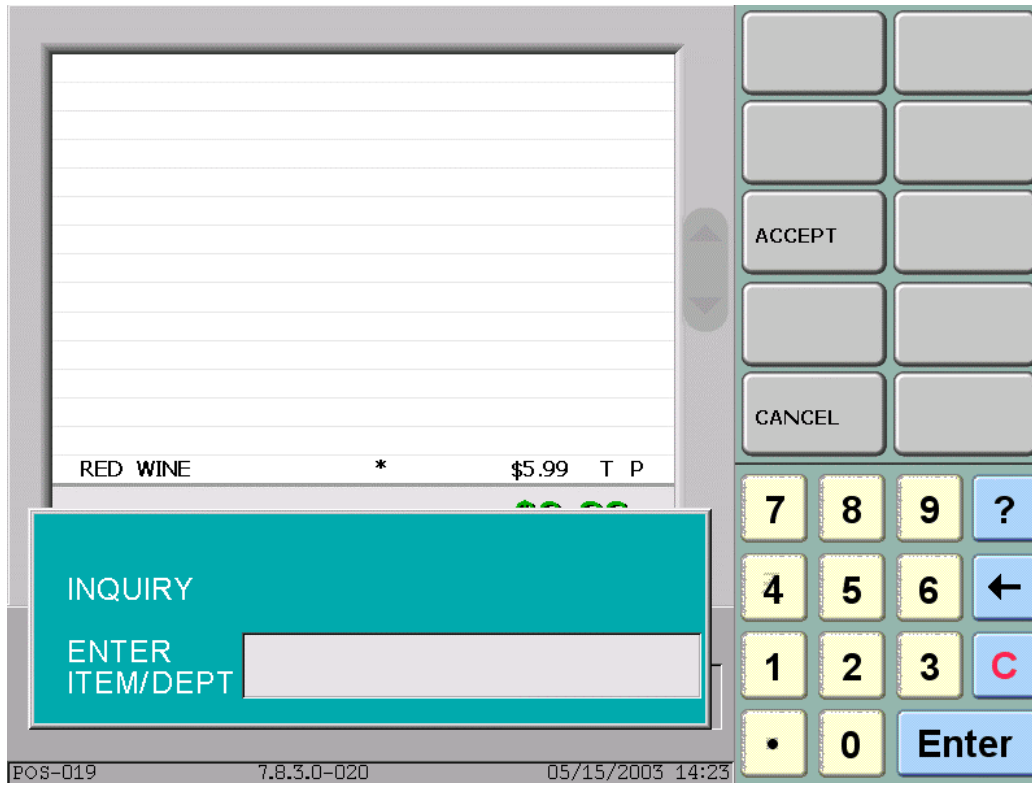 RED WINE * $5.99 T P
INQUIRY
ENTER
ITEM/DEPT
POS-019 7.8.3.0-020 05/15/2003 14:23
ACCEPT
CANCEL
7 8 9 ?
4 5 6 ←
1 2 3 C
• 0 Enter